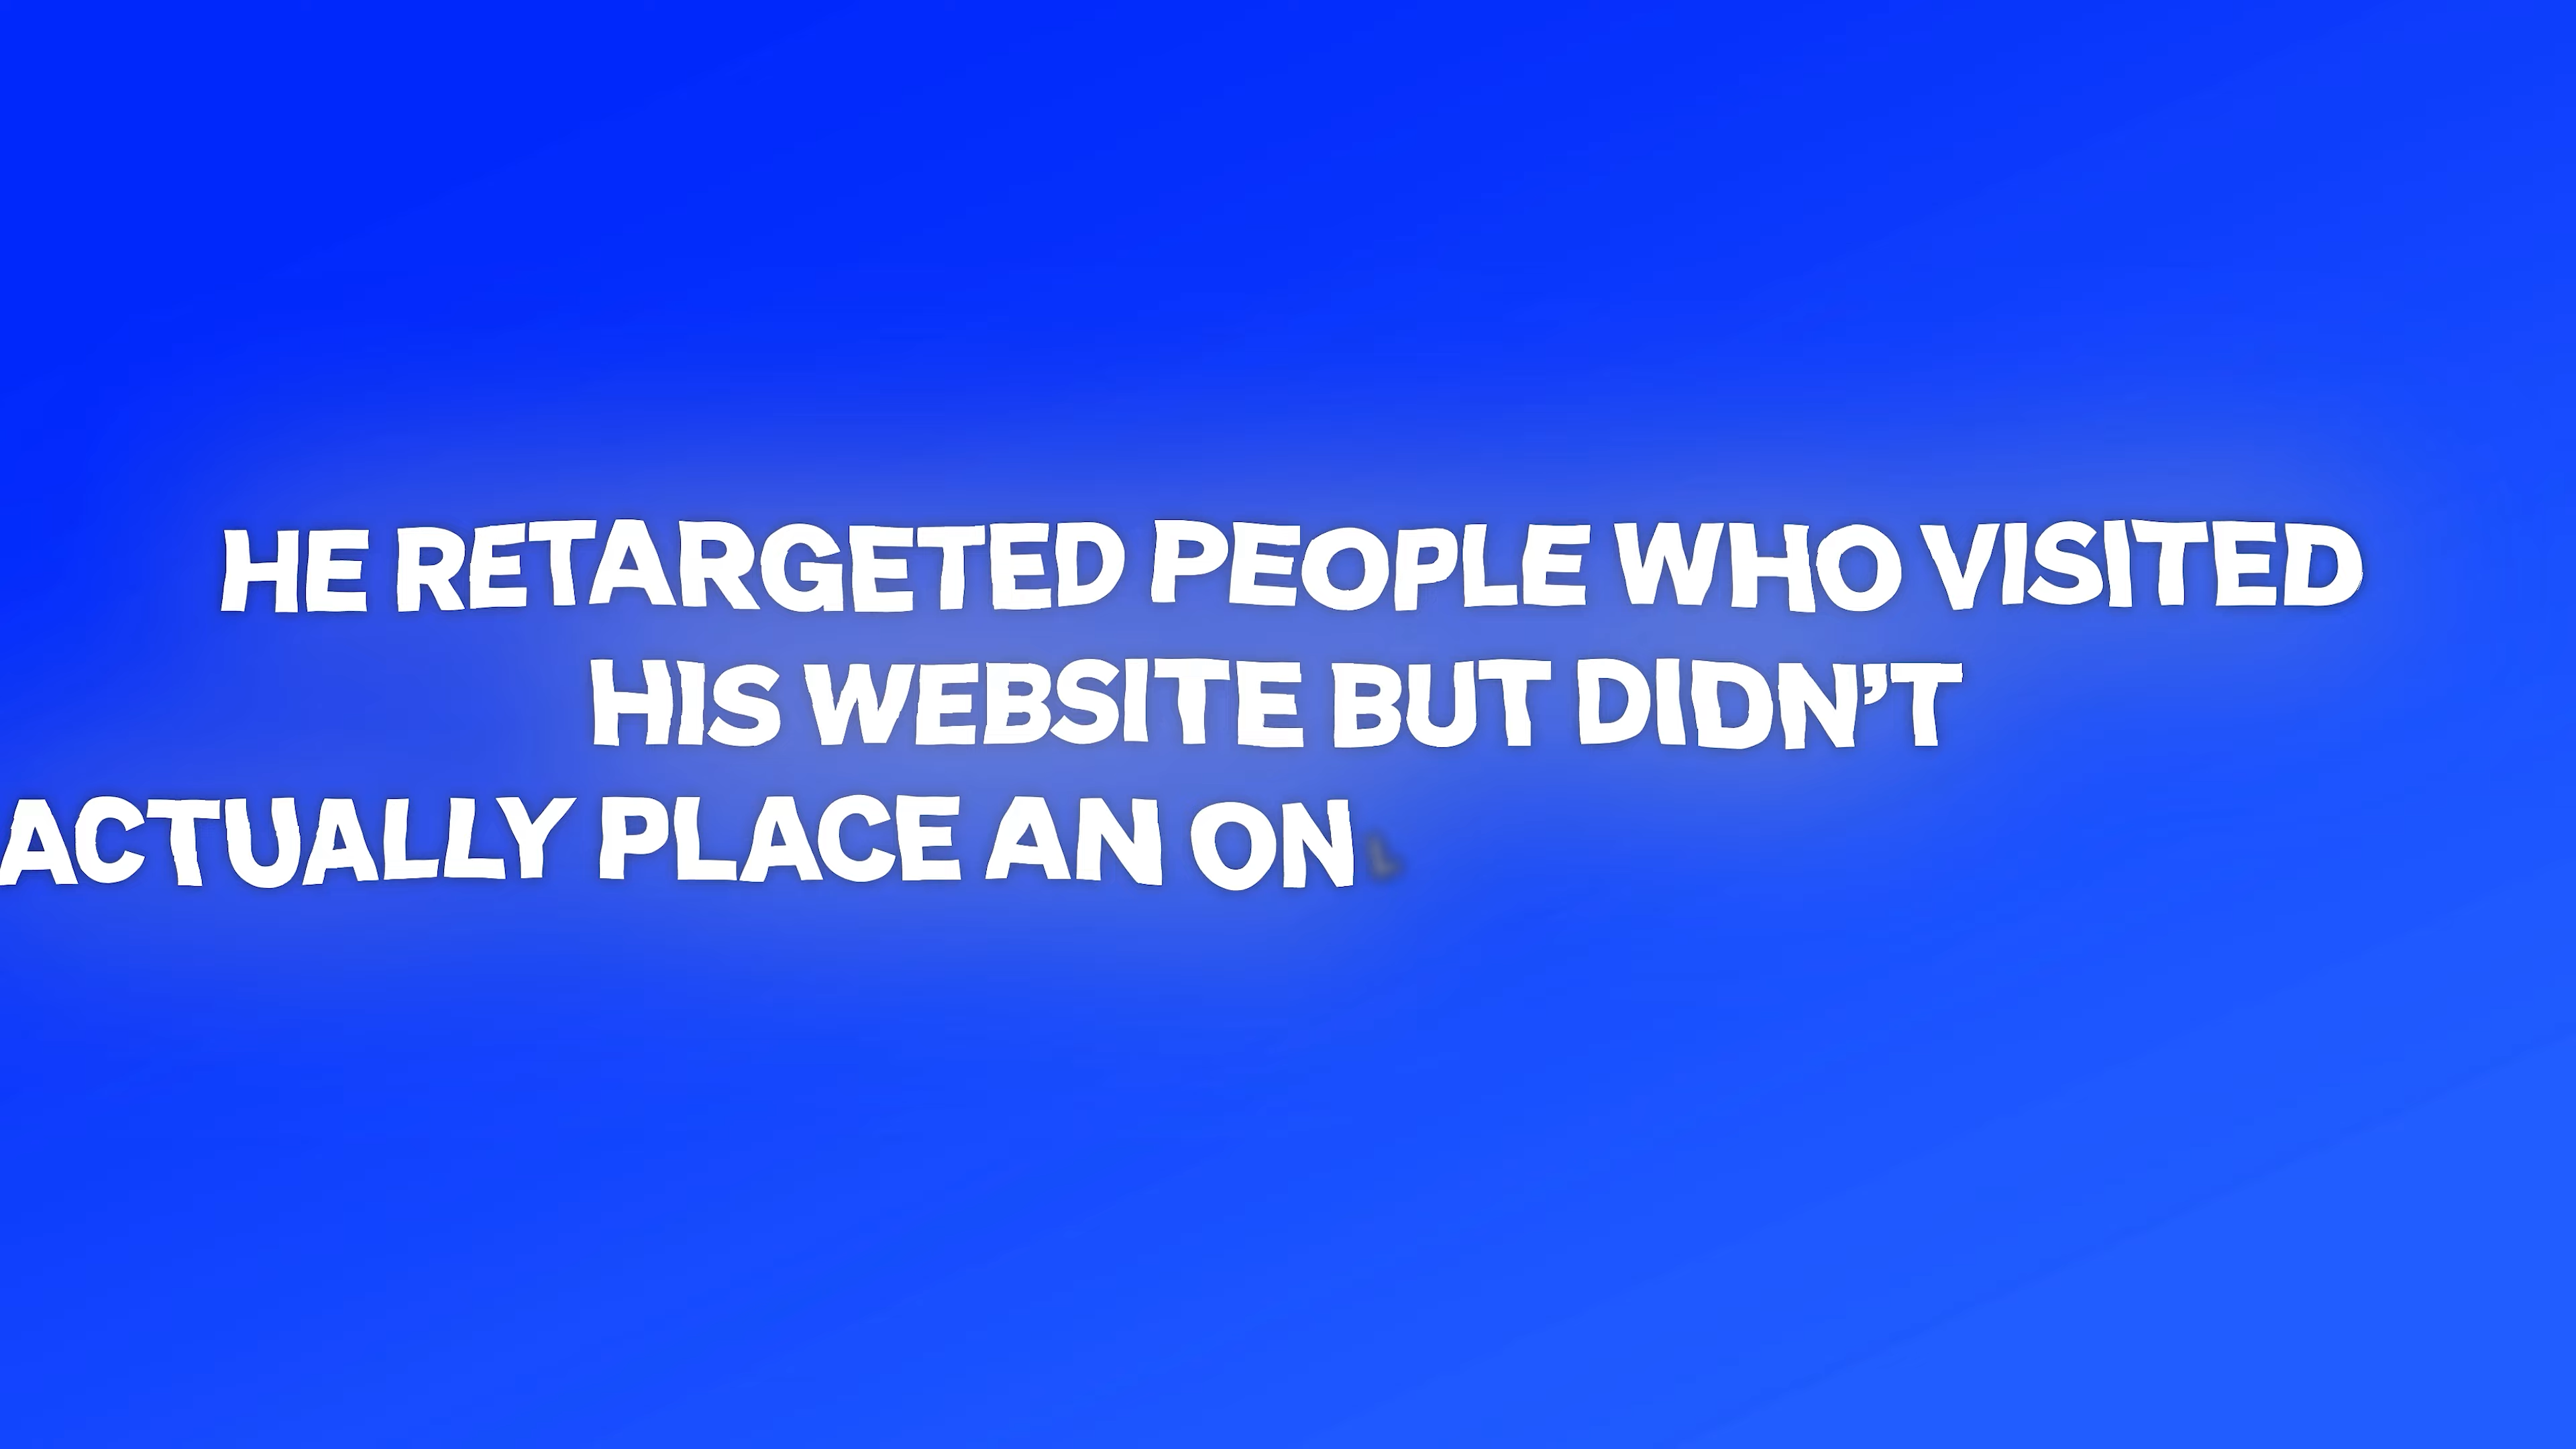 HE RETARGETED PEOPLE WHO VISITED
HIS WEBSITE BUT DIDN’T
ACTUALLY PLACE AN ON